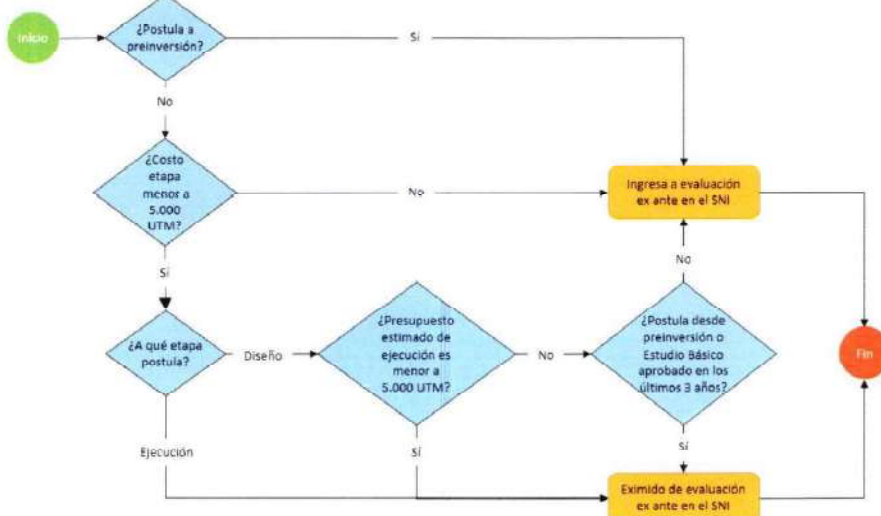 Inicio
¿Postula a
preinversión?
Sí
No
¿Costo
etapa
menor a
5.000
UTM?
No
Ingresa a evaluación
ex ante en el SNI
Sí
No
¿A qué etapa
postula?
Diseño
¿Presupuesto
estimado de
ejecución es
menor a
5.000 UTM?
No
¿Postula desde
preinversión o
Estudio Básico
aprobado en los
últimos 3 años?
Fin
Ejecución
Sí
Sí
Eximido de evaluación
ex ante en el SNI